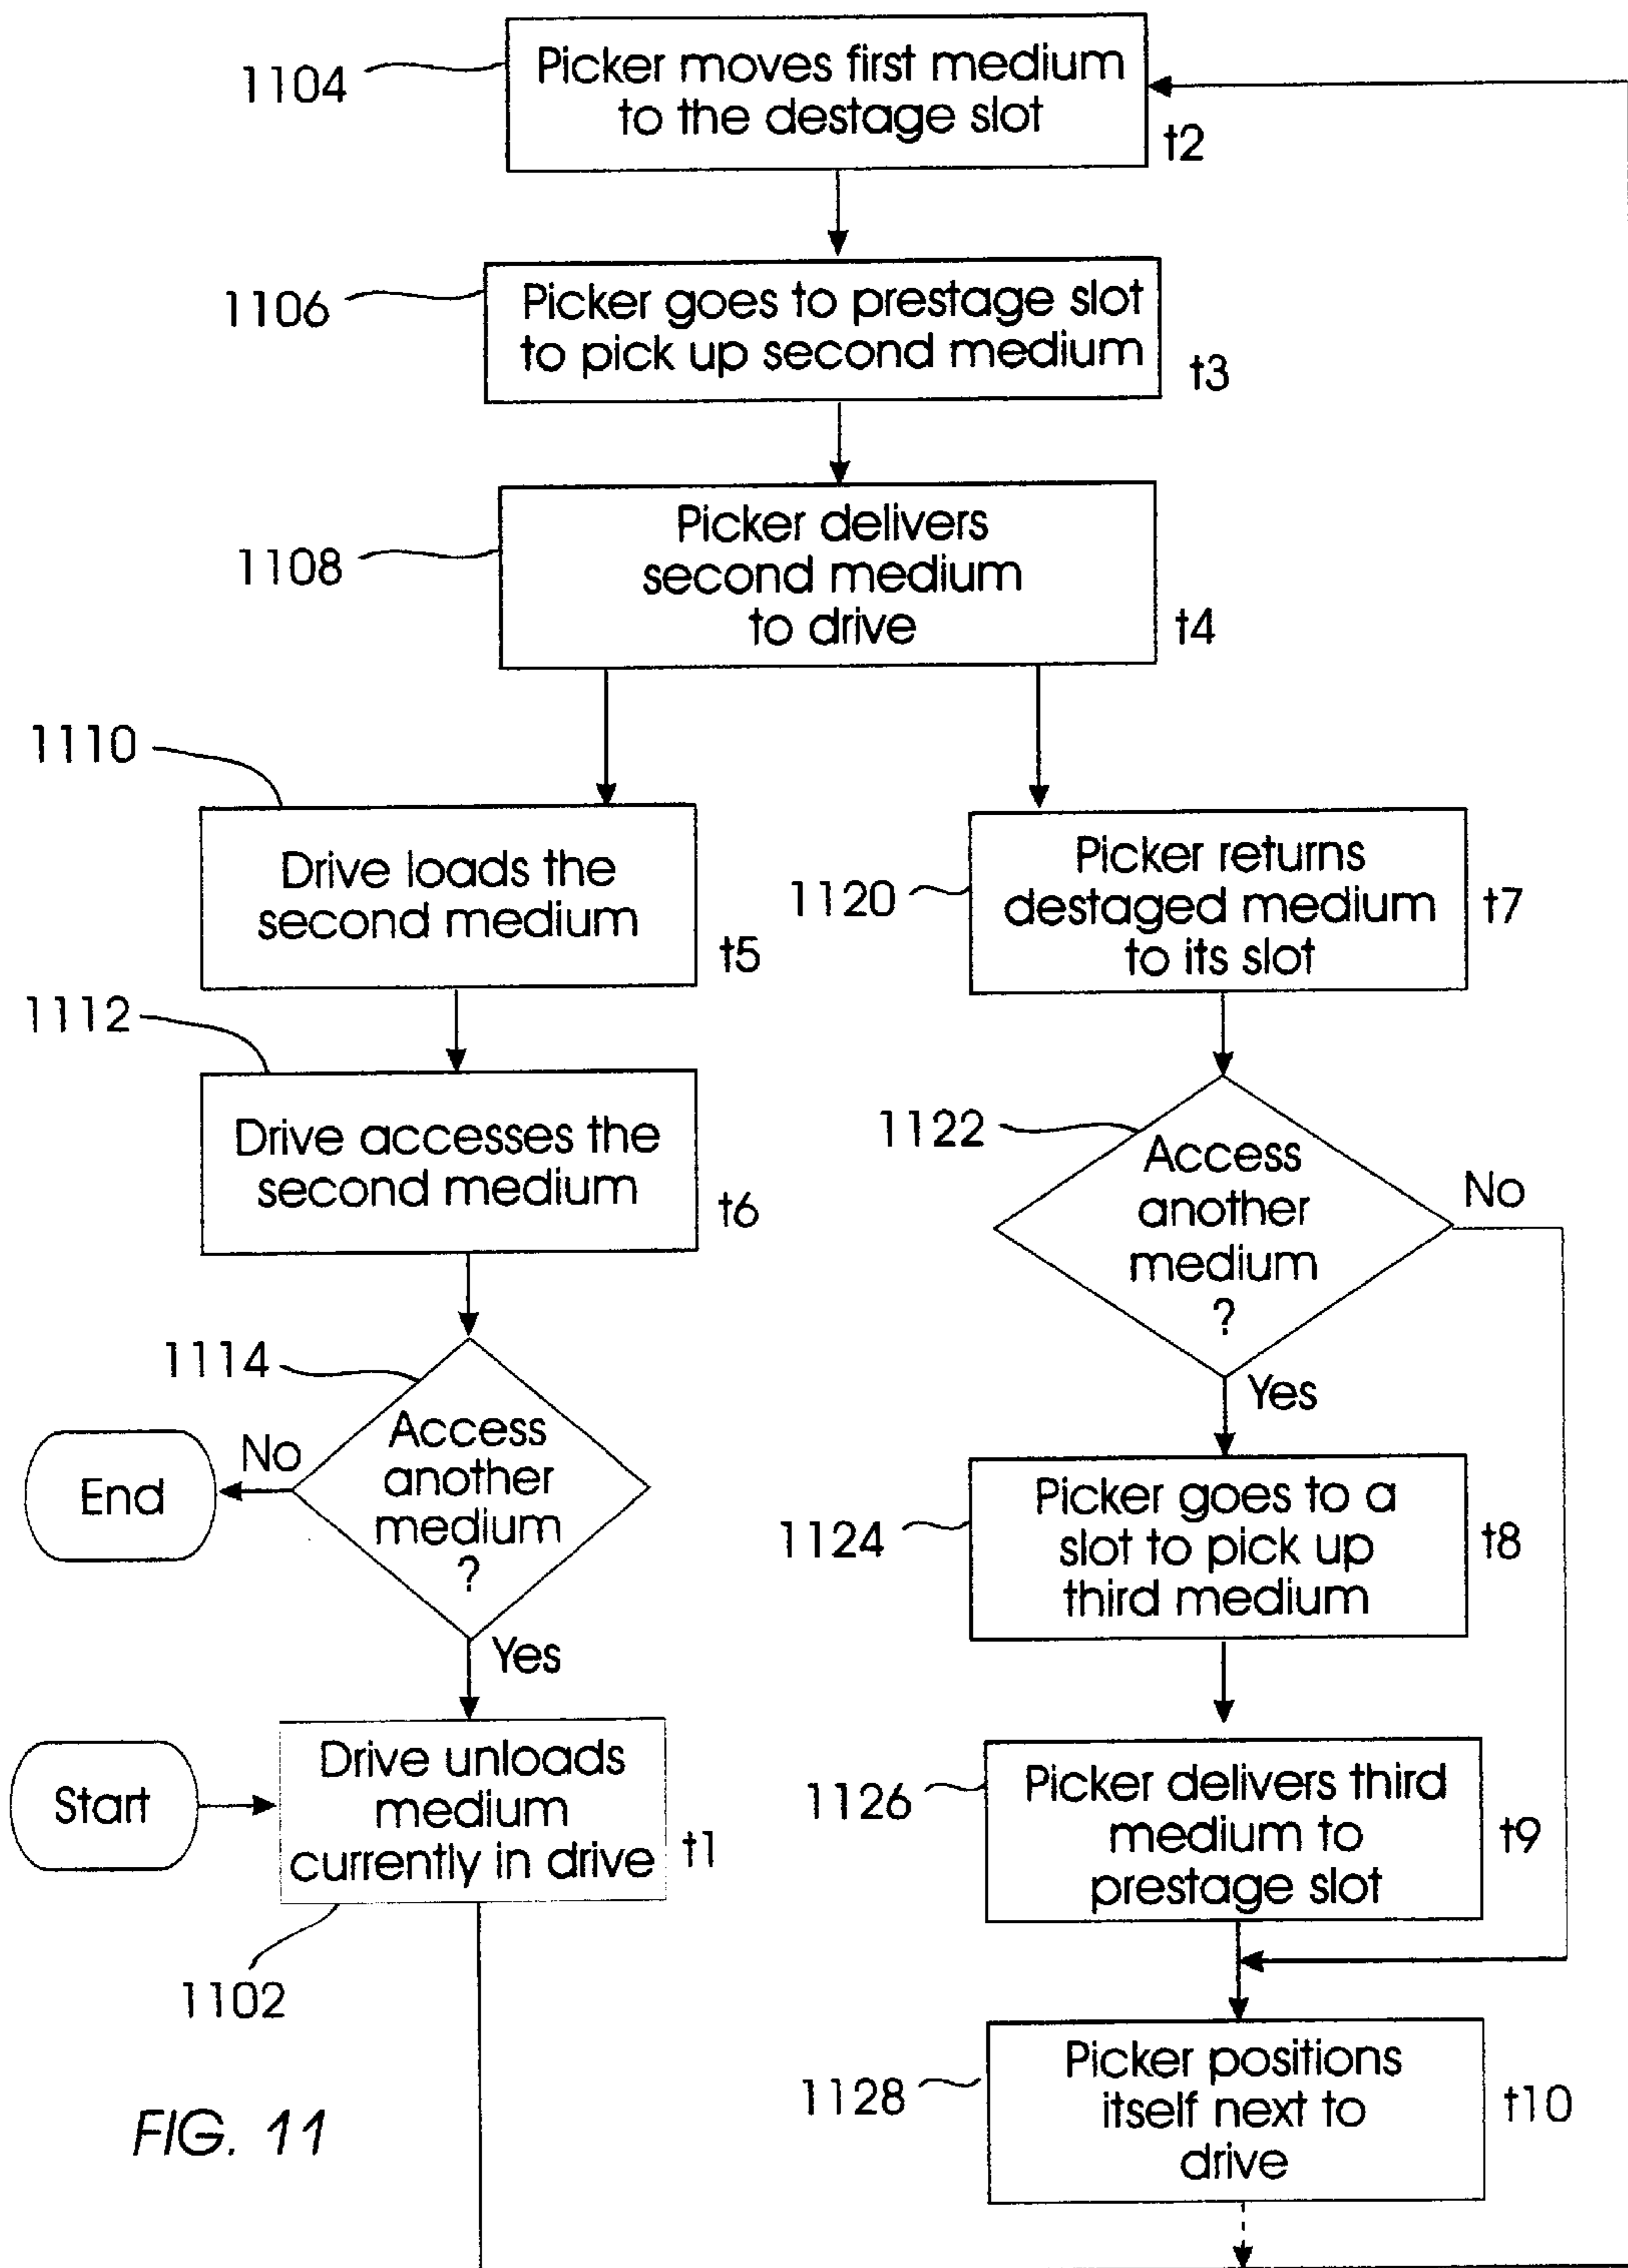 1104
Picker moves first medium
to the destage slot
t2
1106
Picker goes to prestage slot
to pick up second medium
t3
1108
Picker delivers
second medium
to drive
t4
1110
Drive loads the
second medium
t5
1112
Drive accesses the
second medium
t6
1114
Access
another
medium
?
No
End
Yes
Start
Drive unloads
medium
currently in drive
t1
1102
1120
Picker returns
destaged medium
to its slot
t7
1122
Access
another
medium
?
No
Yes
1124
Picker goes to a
slot to pick up
third medium
t8
1126
Picker delivers third
medium to
prestage slot
t9
1128
Picker positions
itself next to
drive
t10
FIG. 11